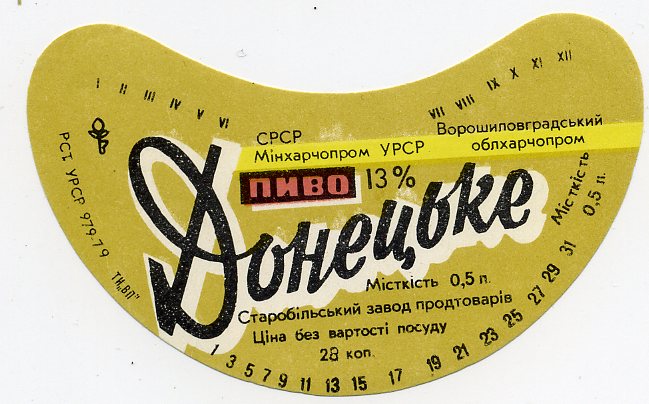 I II III IV V VI VII VIII IX X XI XII
СРСР
Мінхарчопром УРСР
Ворошиловградський
облхарчопром
ПИВО 13%
Донецьке
Місткість 0,5 л.
Старобільський завод продтоварів
Ціна без вартості посуду
28 коп.
Місткість
0,5 л.
РСТ УРСР 979-79 ТИ„ВП"
1 3 5 7 9 11 13 15 17 19 21 23 25 27 29 31